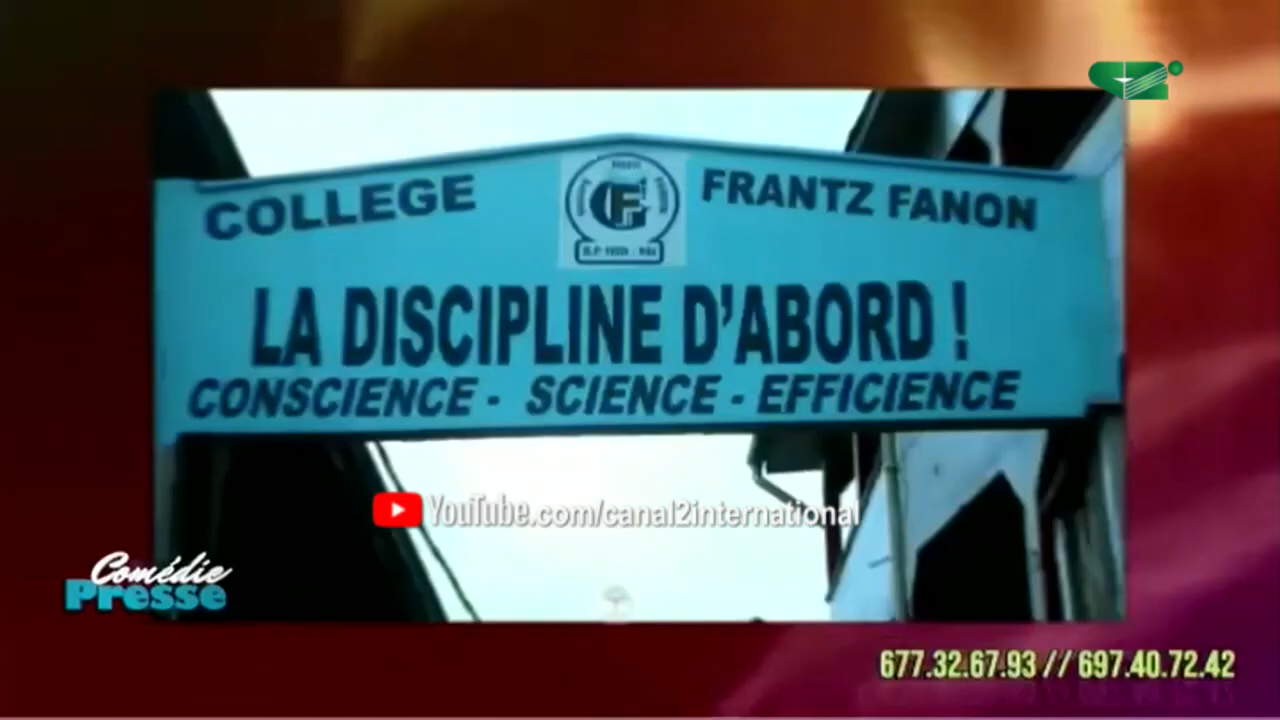 COLLEGE FRANTZ FANON
LA DISCIPLINE D'ABORD !
CONSCIENCE - SCIENCE - EFFICIENCE
YouTube.com/canal2international
Comédie
Presse
677.32.67.93 // 697.40.72.42